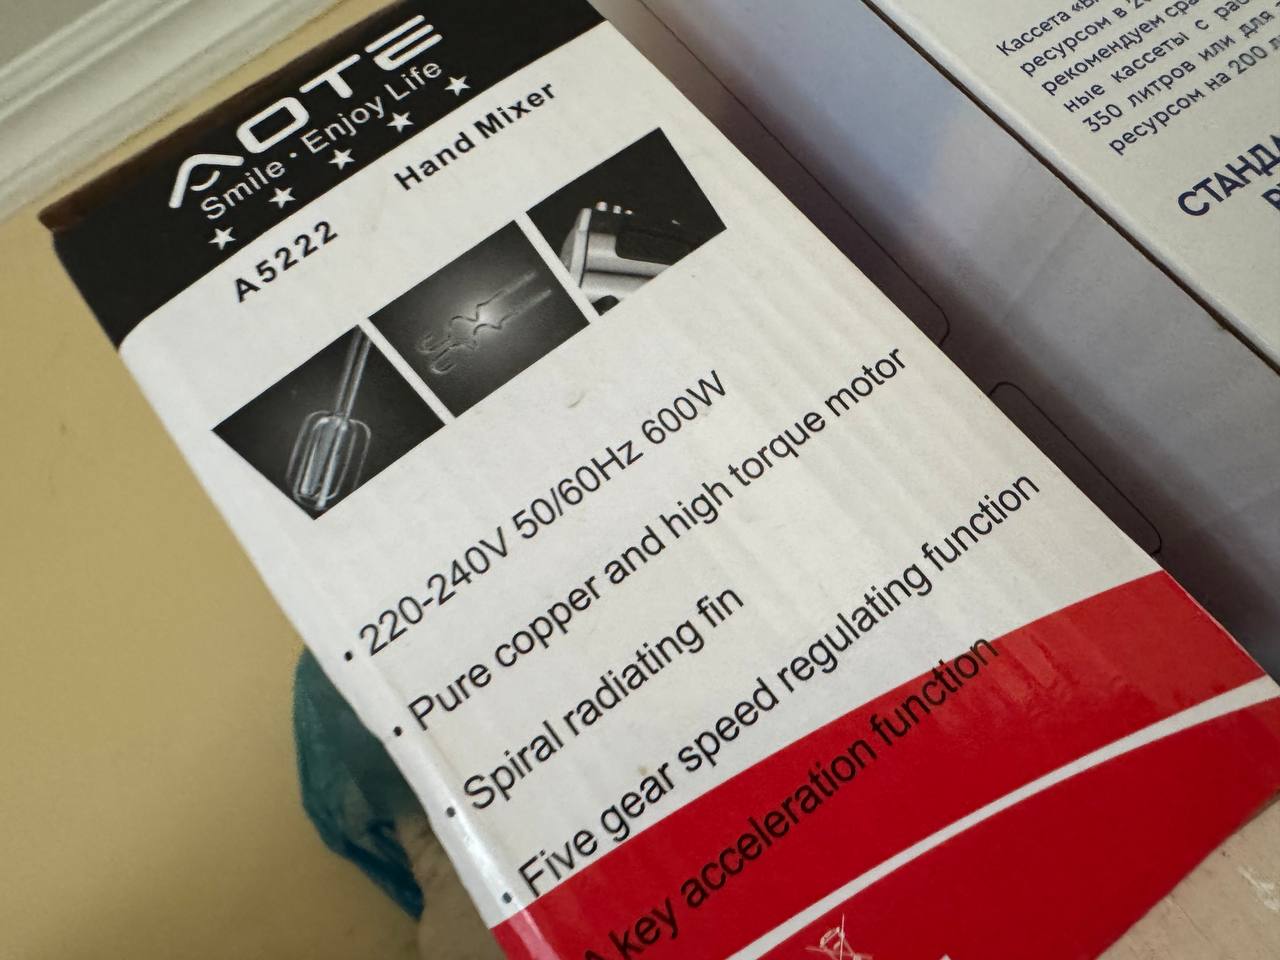 AOTE
Smile · Enjoy Life
A5222 Hand Mixer
• 220-240V 50/60Hz 600W
• Pure copper and high torque motor
• Spiral radiating fin
• Five gear speed regulating function
A key acceleration function
Кассета
ресурсом в
рекомендуем
ные кассеты с
350 литров или для
ресурсом на 200